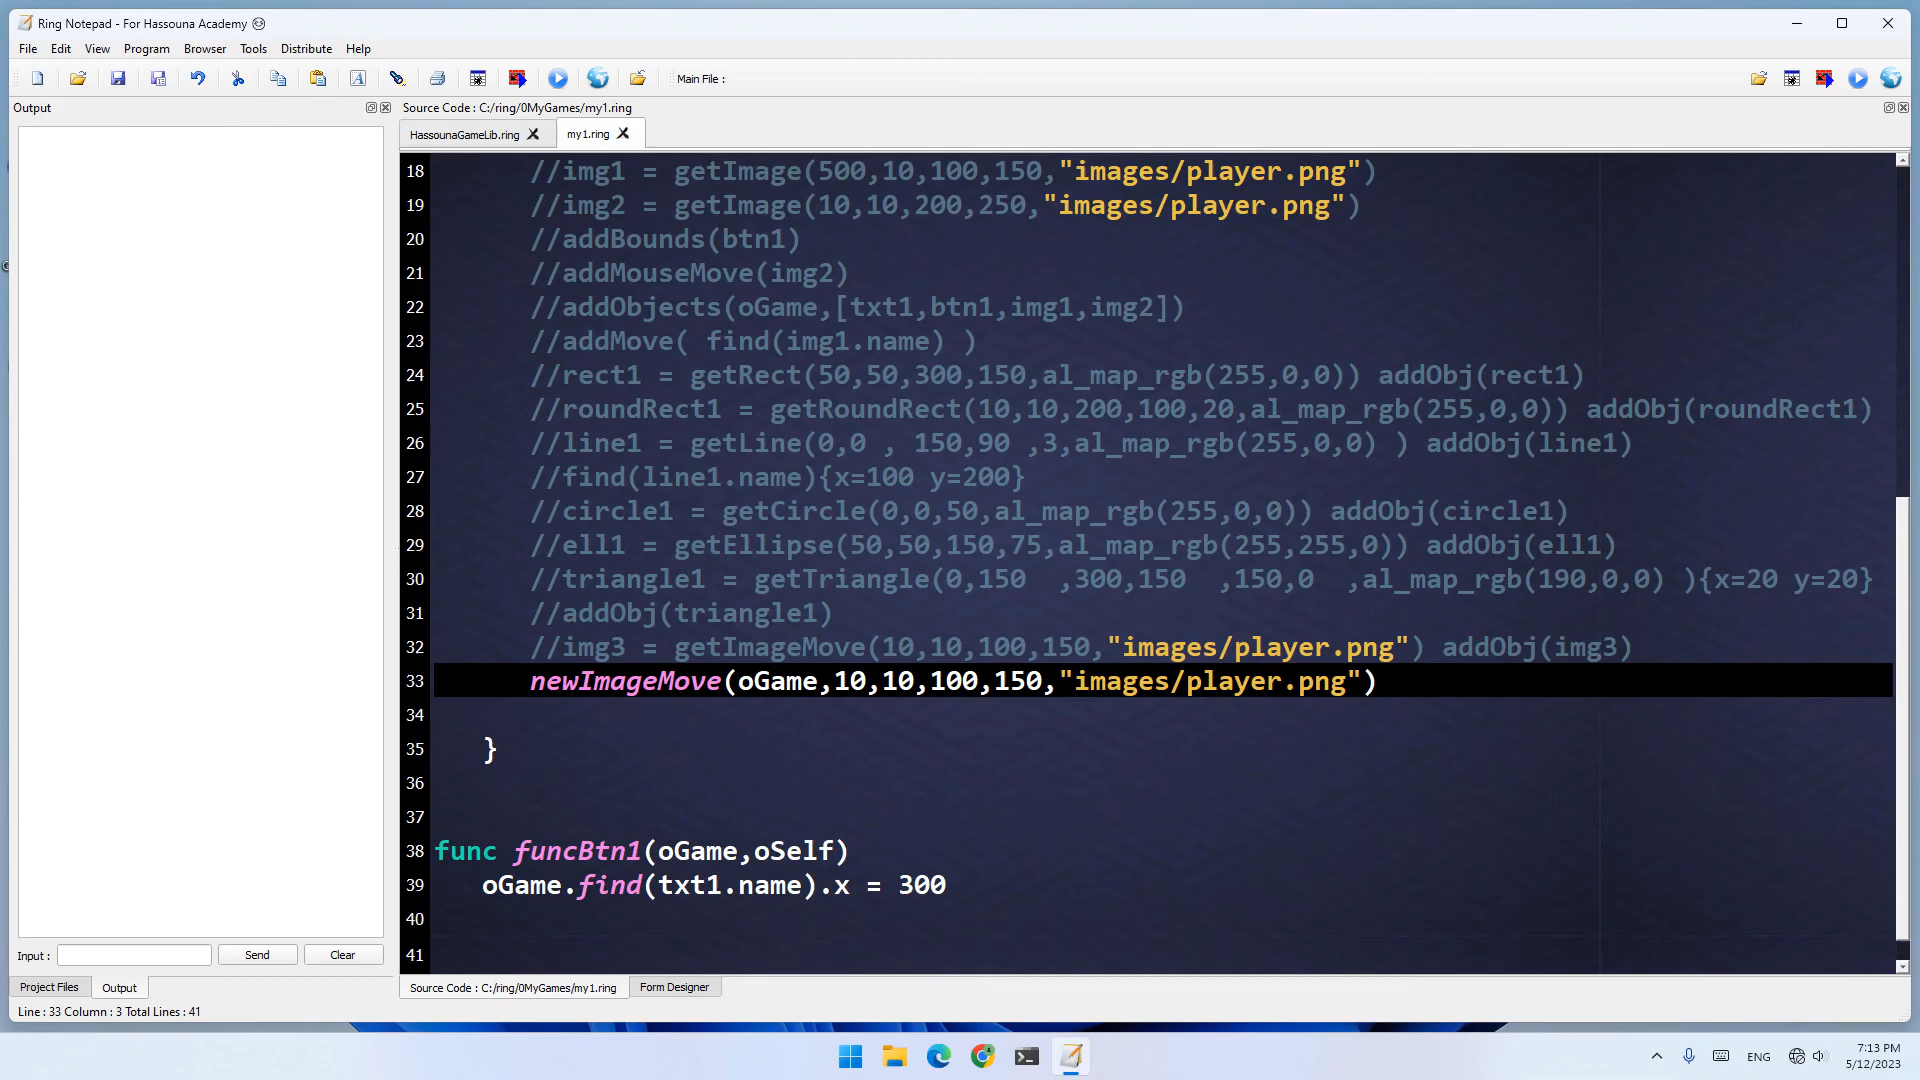 Ring Notepad - For Hassouna Academy
File Edit View Program Browser Tools Distribute Help
Main File :
Output
Source Code : C:/ring/0MyGames/my1.ring
HassounaGameLib.ring
my1.ring
18 //img1 = getImage(500,10,100,150,"images/player.png")
19 //img2 = getImage(10,10,200,250,"images/player.png")
20 //addBounds(btn1)
21 //addMouseMove(img2)
22 //addObjects(oGame,[txt1,btn1,img1,img2])
23 //addMove( find(img1.name) )
24 //rect1 = getRect(50,50,300,150,al_map_rgb(255,0,0)) addObj(rect1)
25 //roundRect1 = getRoundRect(10,10,200,100,20,al_map_rgb(255,0,0)) addObj(roundRect1)
26 //line1 = getLine(0,0 , 150,90 ,3,al_map_rgb(255,0,0) ) addObj(line1)
27 //find(line1.name){x=100 y=200}
28 //circle1 = getCircle(0,0,50,al_map_rgb(255,0,0)) addObj(circle1)
29 //ell1 = getEllipse(50,50,150,75,al_map_rgb(255,255,0)) addObj(ell1)
30 //triangle1 = getTriangle(0,150  ,300,150  ,150,0  ,al_map_rgb(190,0,0) ){x=20 y=20}
31 //addObj(triangle1)
32 //img3 = getImageMove(10,10,100,150,"images/player.png") addObj(img3)
33 newImageMove(oGame,10,10,100,150,"images/player.png")
34
35 }
36
37
38 func funcBtn1(oGame,oSelf)
39 oGame.find(txt1.name).x = 300
40
41
Input :
Send
Clear
Project Files
Output
Source Code : C:/ring/0MyGames/my1.ring
Form Designer
Line : 33 Column : 3 Total Lines : 41
ENG
7:13 PM
5/12/2023